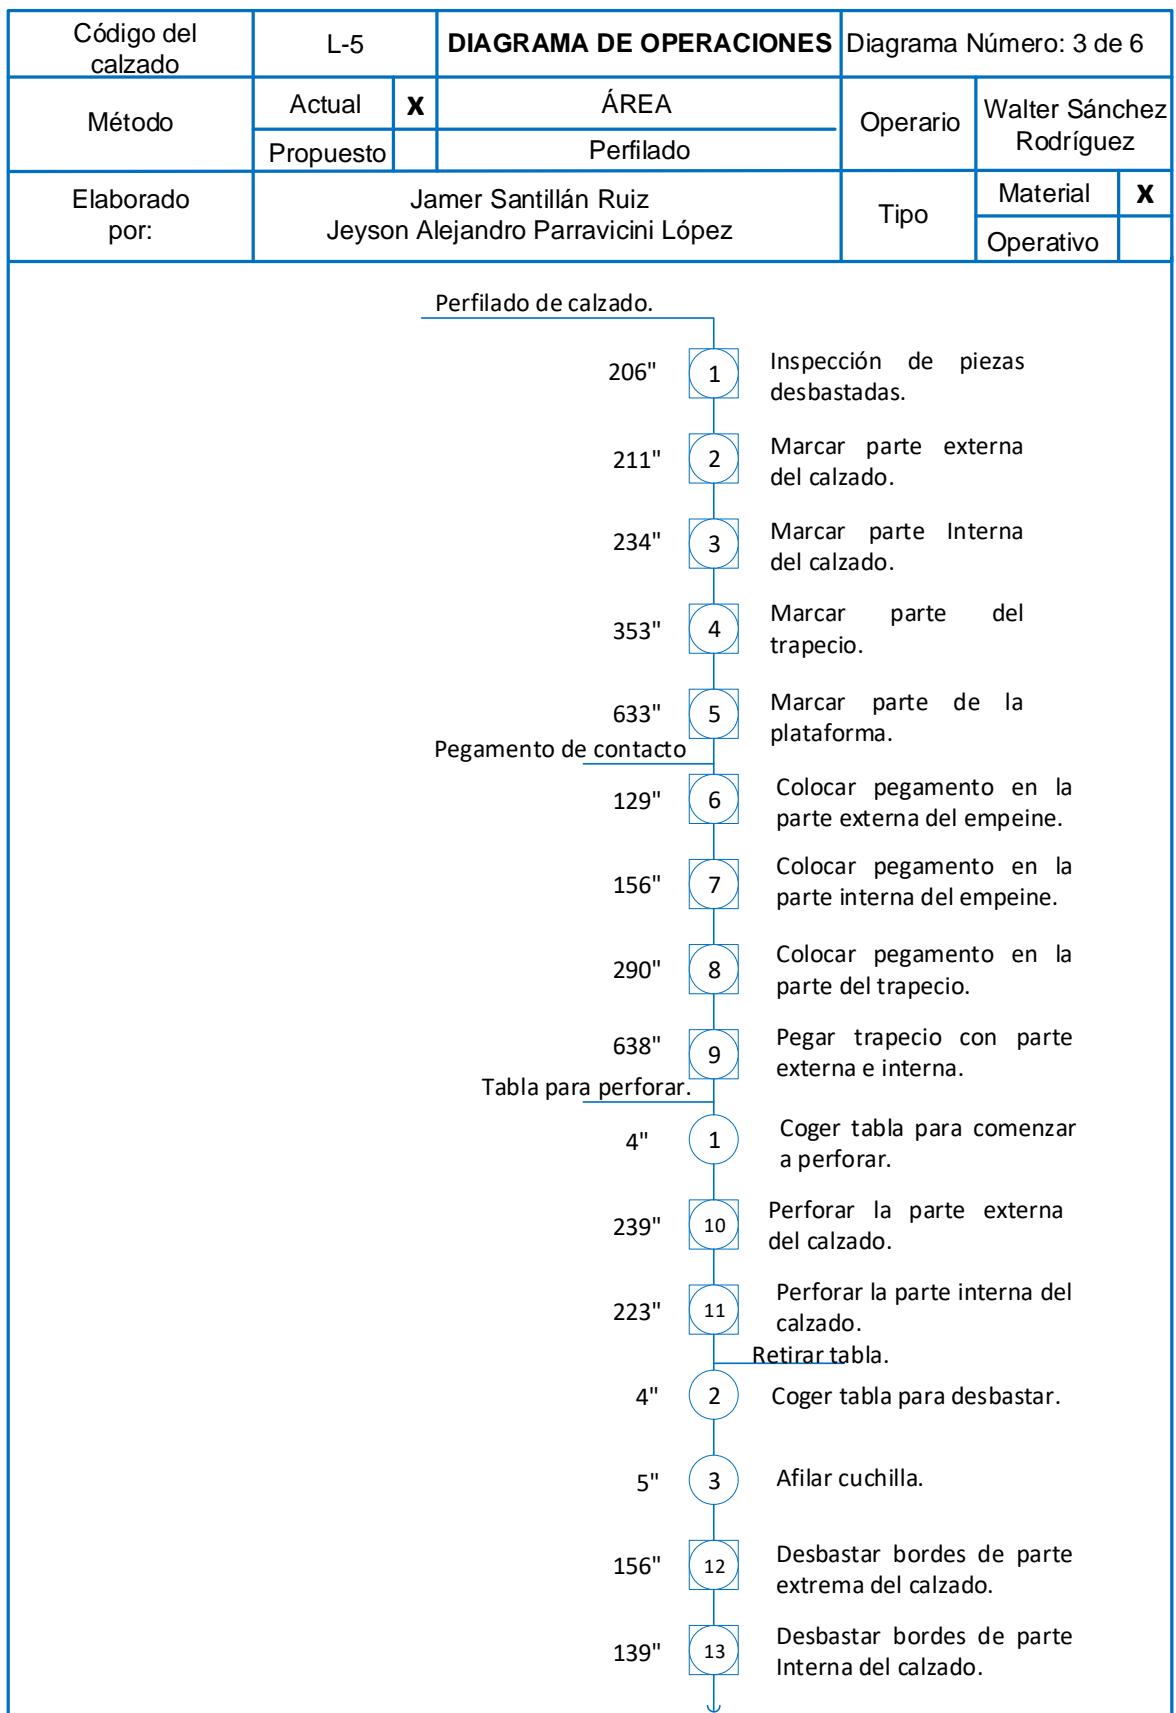 Código del
calzado
L-5
DIAGRAMA DE OPERACIONES
Diagrama Número: 3 de 6
Método
Actual
X
ÁREA
Operario
Walter Sánchez
Rodríguez
Propuesto
Perfilado
Elaborado
por:
Jamer Santillán Ruiz
Jeyson Alejandro Parravicini López
Tipo
Material
X
Operativo
Perfilado de calzado.
206"
1
Inspección de piezas
desbastadas.
211"
2
Marcar parte externa
del calzado.
234"
3
Marcar parte Interna
del calzado.
353"
4
Marcar parte del
trapecio.
633"
5
Marcar parte de la
plataforma.
Pegamento de contacto
129"
6
Colocar pegamento en la
parte externa del empeine.
156"
7
Colocar pegamento en la
parte interna del empeine.
290"
8
Colocar pegamento en la
parte del trapecio.
638"
9
Pegar trapecio con parte
externa e interna.
Tabla para perforar.
4"
1
Coger tabla para comenzar
a perforar.
239"
10
Perforar la parte externa
del calzado.
223"
11
Perforar la parte interna del
calzado.
Retirar tabla.
4"
2
Coger tabla para desbastar.
5"
3
Afilar cuchilla.
156"
12
Desbastar bordes de parte
extrema del calzado.
139"
13
Desbastar bordes de parte
Interna del calzado.